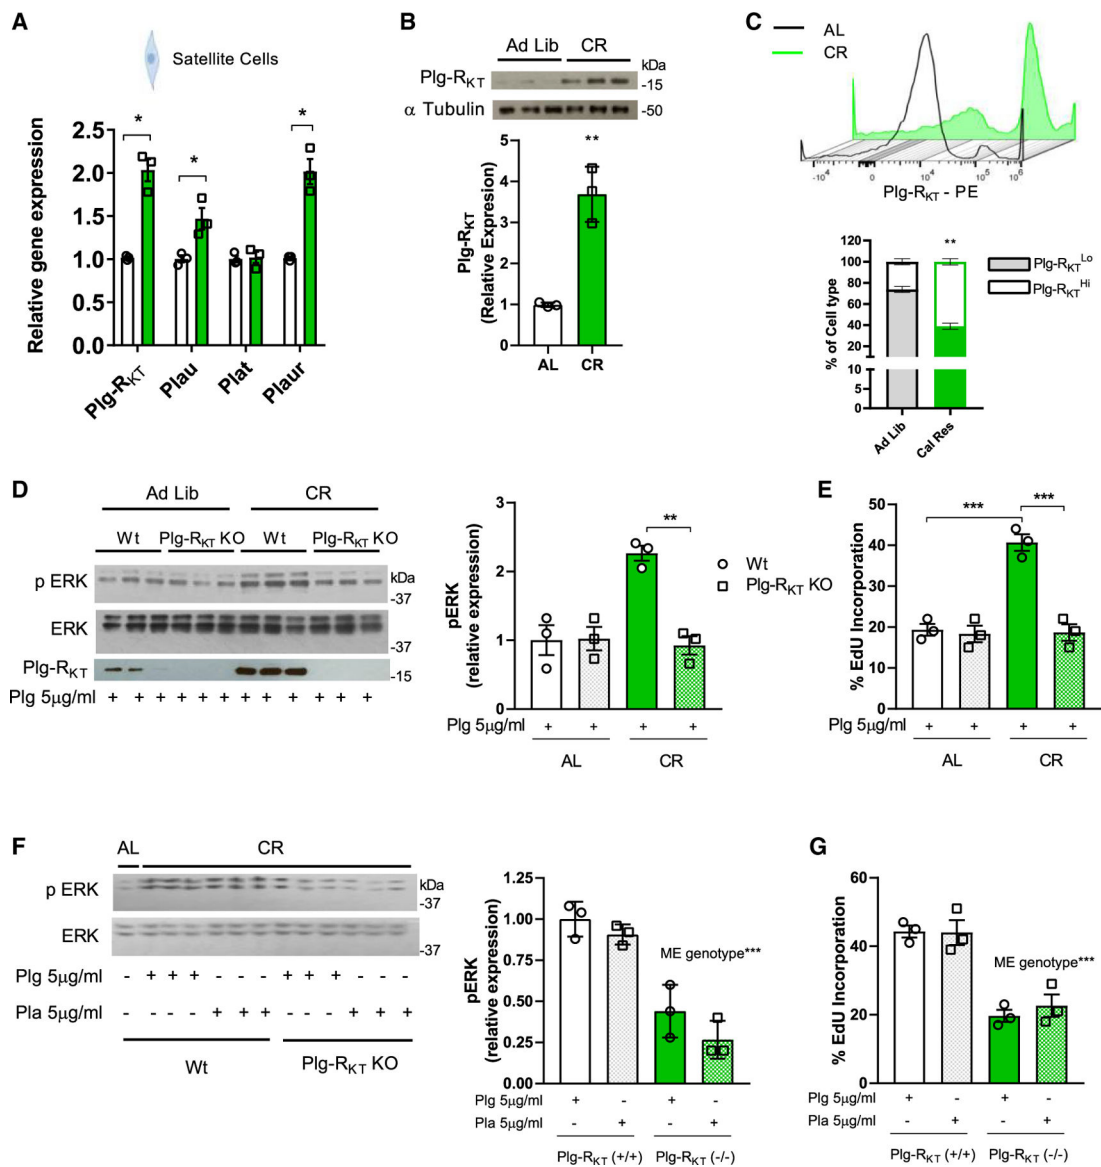 A
Satellite Cells
Relative gene expression
2.5
2.0
1.5
1.0
0.5
0.0
*
*
*
Plg-RKT
Plau
Plat
Plaur
B
Ad Lib CR
kDa
Plg-RKT
-15
α Tubulin
-50
Plg-RKT
(Relative Expresion)
5
4
3
2
1
0
**
AL
CR
C
AL
CR
-10⁴
0
10⁴
10⁵
10⁶
Plg-RKT - PE
% of Cell type
120
100
80
60
40
20
10
5
0
**
Ad Lib
Cal Res
Plg-RKT Lo
Plg-RKT Hi
D
Ad Lib CR
Wt Plg-RKT KO Wt Plg-RKT KO
p ERK
kDa
-37
ERK
-37
Plg-RKT
-15
Plg 5µg/ml + + + + + + + + + + + +
pERK
(relative expression)
3
2
1
0
**
Wt
Plg-RKT KO
Plg 5µg/ml + + + +
AL CR
E
% EdU Incorporation
50
40
30
20
10
0
***
***
Plg 5µg/ml + + + +
AL CR
F
AL CR
p ERK
kDa
-37
ERK
-37
Plg 5µg/ml - + + + - - - + + + - - -
Pla 5µg/ml - - - - + + + - - - + + +
Wt Plg-RKT KO
pERK
(relative expression)
1.25
1.00
0.75
0.50
0.25
0.00
ME genotype***
Plg 5µg/ml + - + -
Pla 5µg/ml - + - +
Plg-RKT (+/+) Plg-RKT (-/-)
G
% EdU Incorporation
60
40
20
0
ME genotype***
Plg 5µg/ml + - + -
Pla 5µg/ml - + - +
Plg-RKT (+/+) Plg-RKT (-/-)